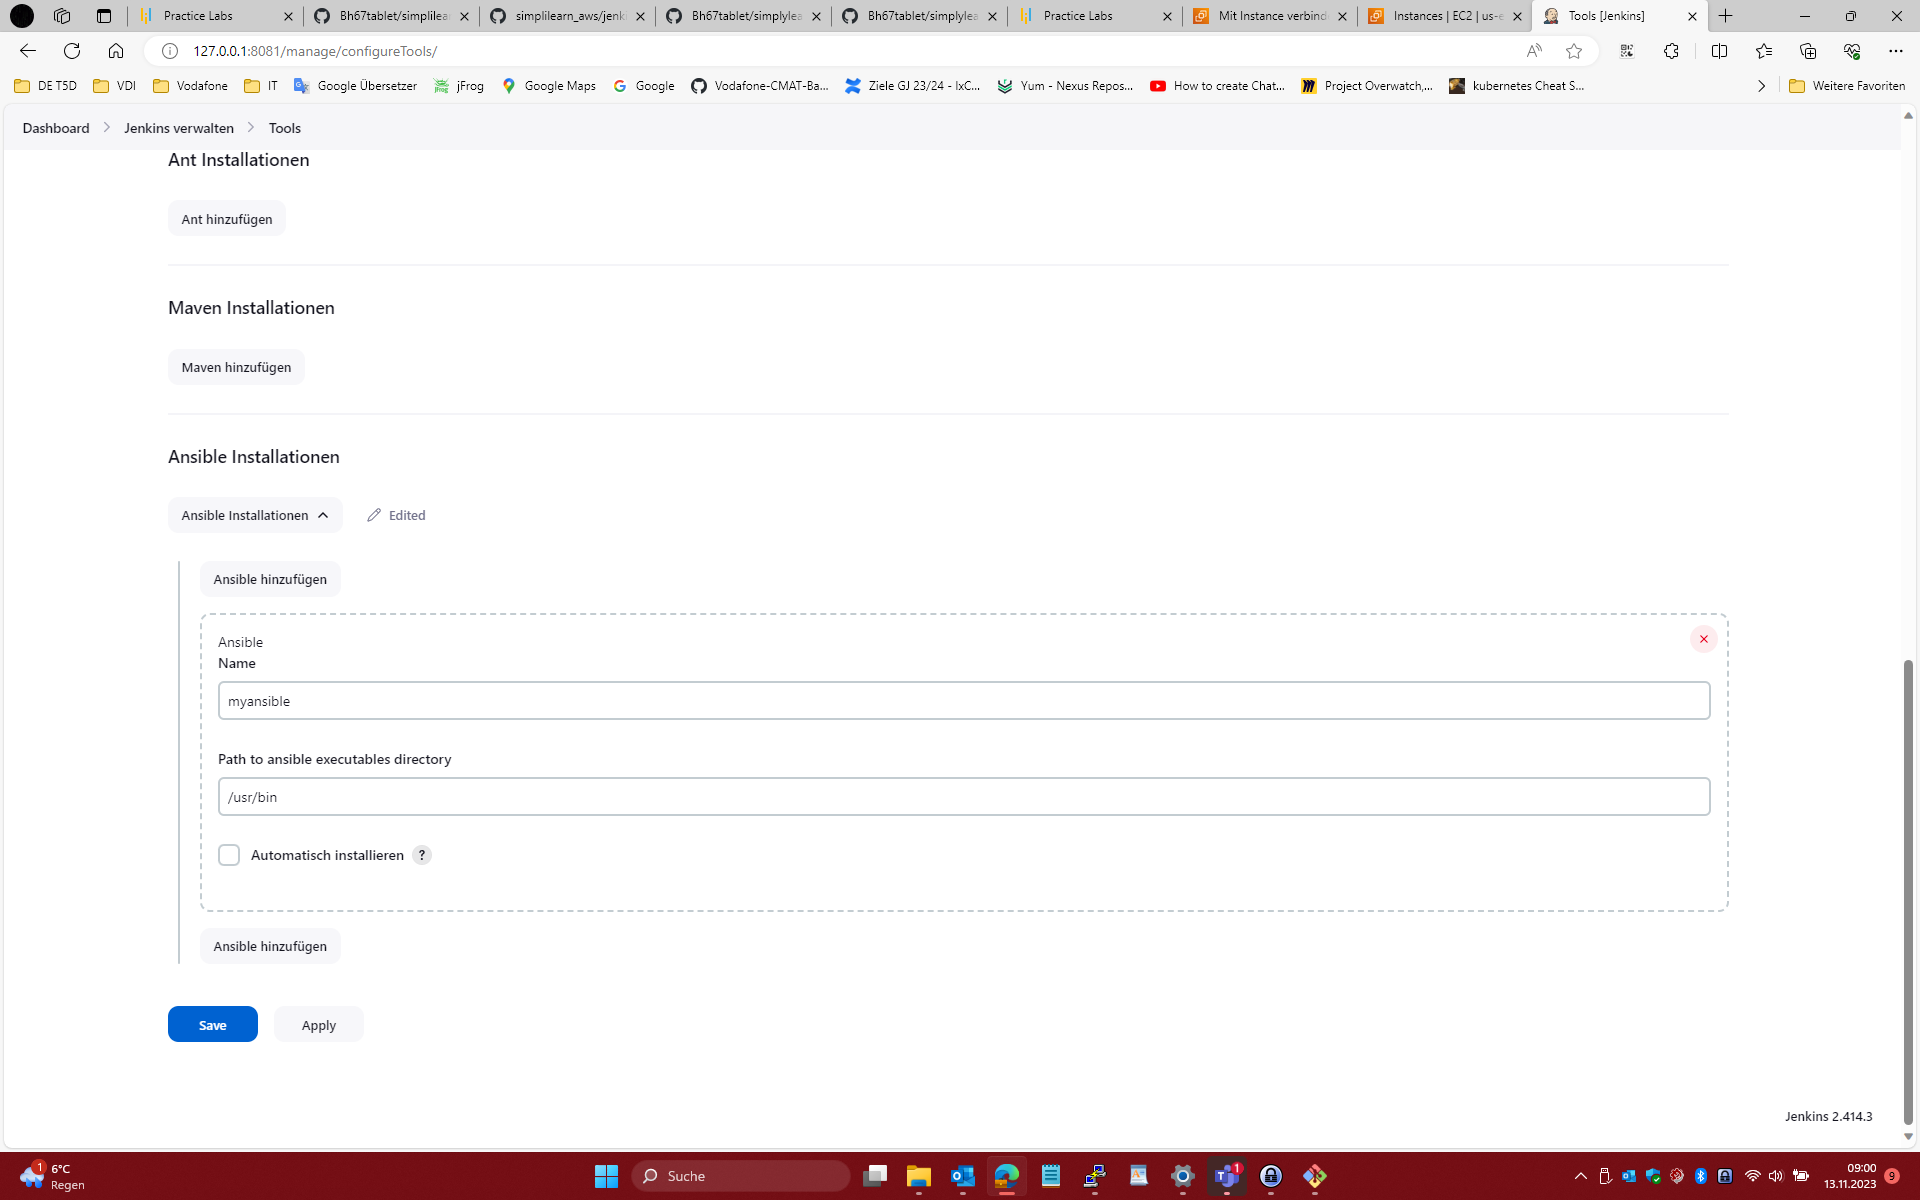 Practice Labs
Bh67tablet/simplilear
simplilearn_aws/jenk
Bh67tablet/simplylea
Bh67tablet/simplylea
Practice Labs
Mit Instance verbind
Instances | EC2 | us-e
Tools [Jenkins]
127.0.0.1:8081/manage/configureTools/
DE T5D
VDI
Vodafone
IT
Google Übersetzer
jFrog
Google Maps
Google
Vodafone-CMAT-Ba...
Ziele GJ 23/24 - IxC...
Yum - Nexus Repos...
How to create Chat...
Project Overwatch,...
kubernetes Cheat S...
Weitere Favoriten
Dashboard
Jenkins verwalten
Tools
Ant Installationen
Ant hinzufügen
Maven Installationen
Maven hinzufügen
Ansible Installationen
Ansible Installationen
Edited
Ansible hinzufügen
Ansible
Name
myansible
Path to ansible executables directory
/usr/bin
Automatisch installieren ?
Ansible hinzufügen
Save
Apply
Jenkins 2.414.3
1
6°C
Regen
Suche
1
09:00
13.11.2023
9